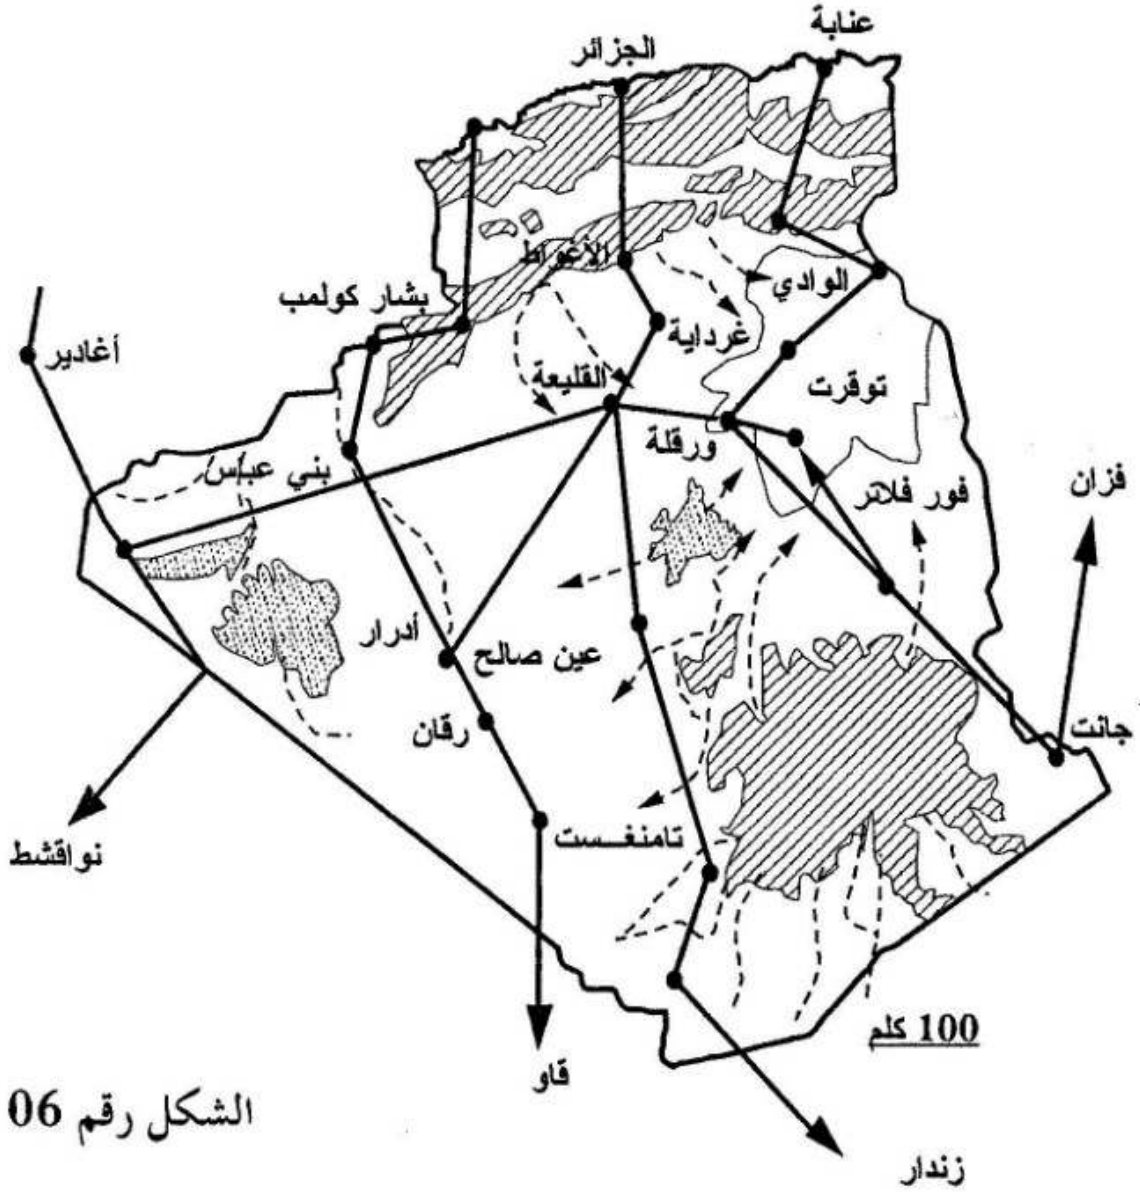 عنابة
الجزائر
الأغواط
الوادي
بشار كولمب
غرداية
أغادير
القليعة
توقرت
ورقلة
بني عباس
فور فلاتر
فزان
أدرار
عين صالح
رقان
جانت
تامنغست
نواقشط
100 كلم
قاو
الشكل رقم 06
زندار